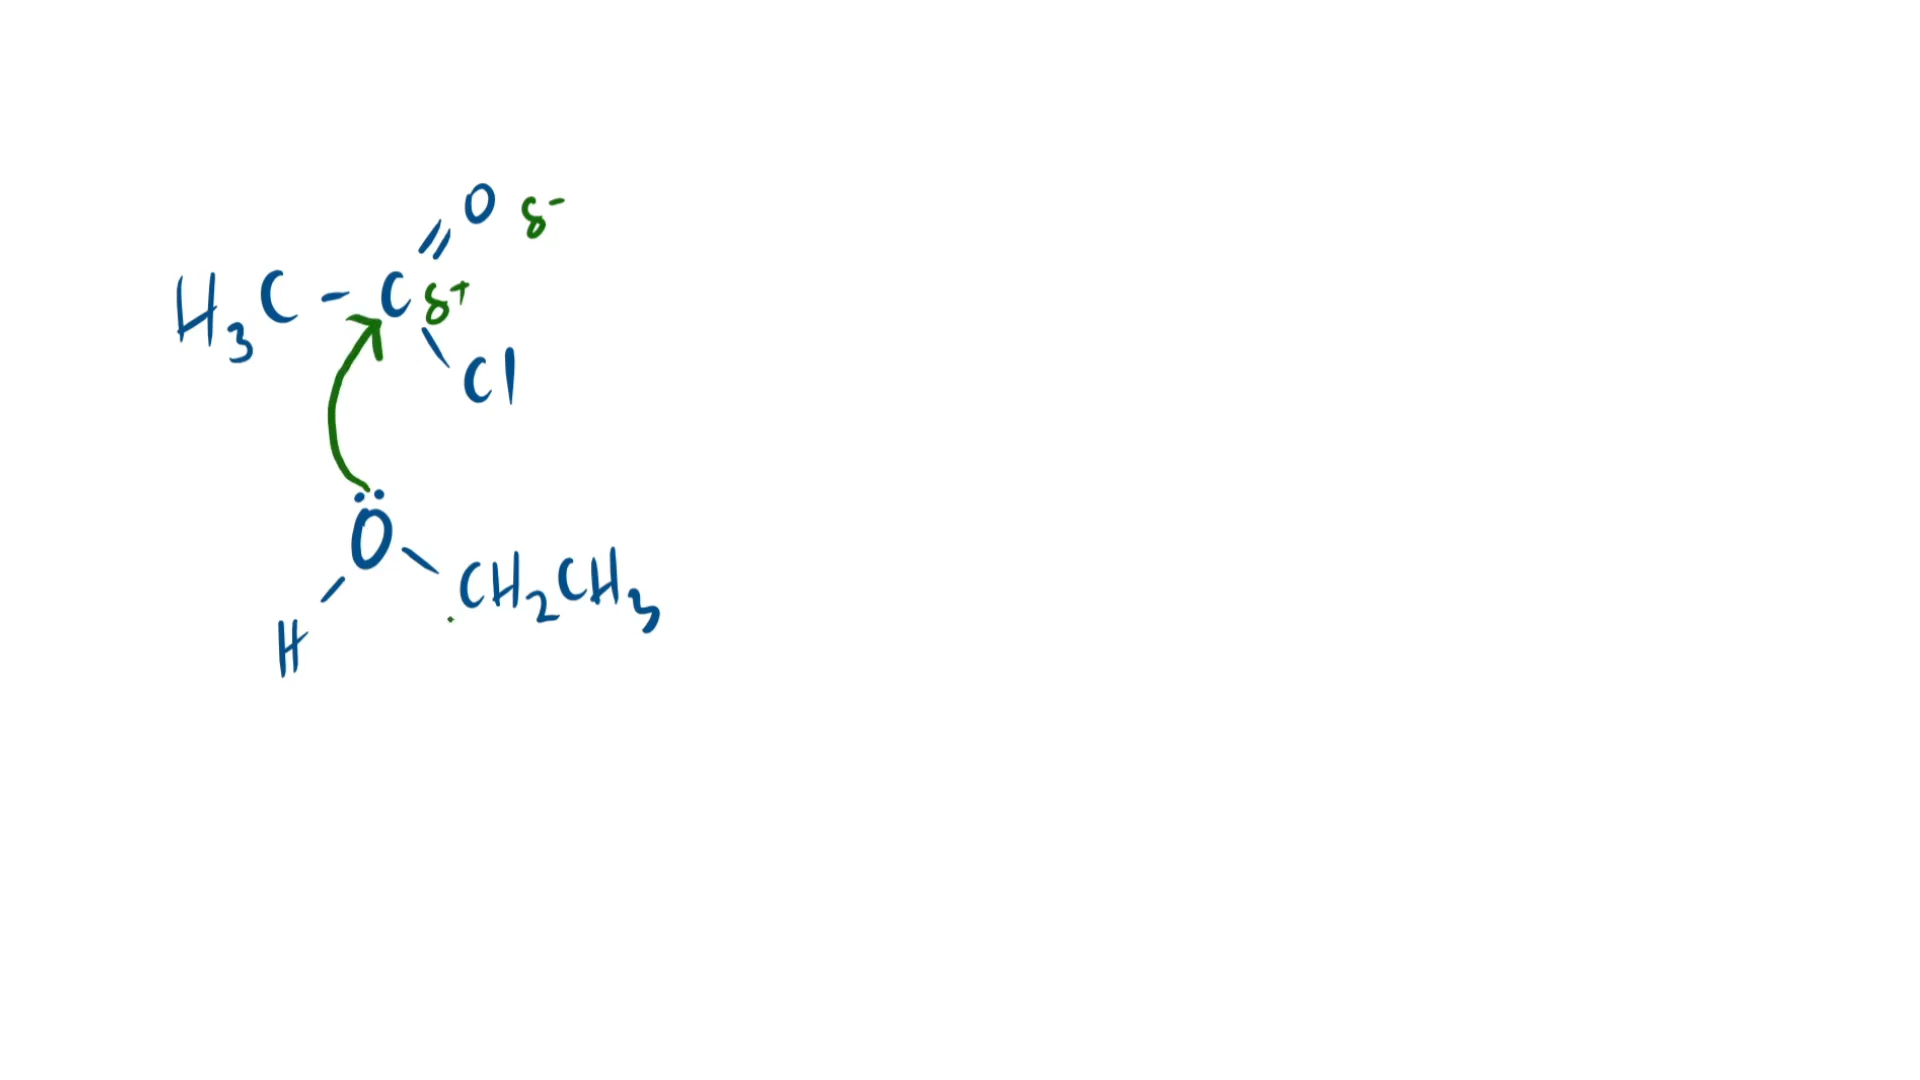 O δ-
H3C - C δ+
Cl
Ö
CH2CH3
H